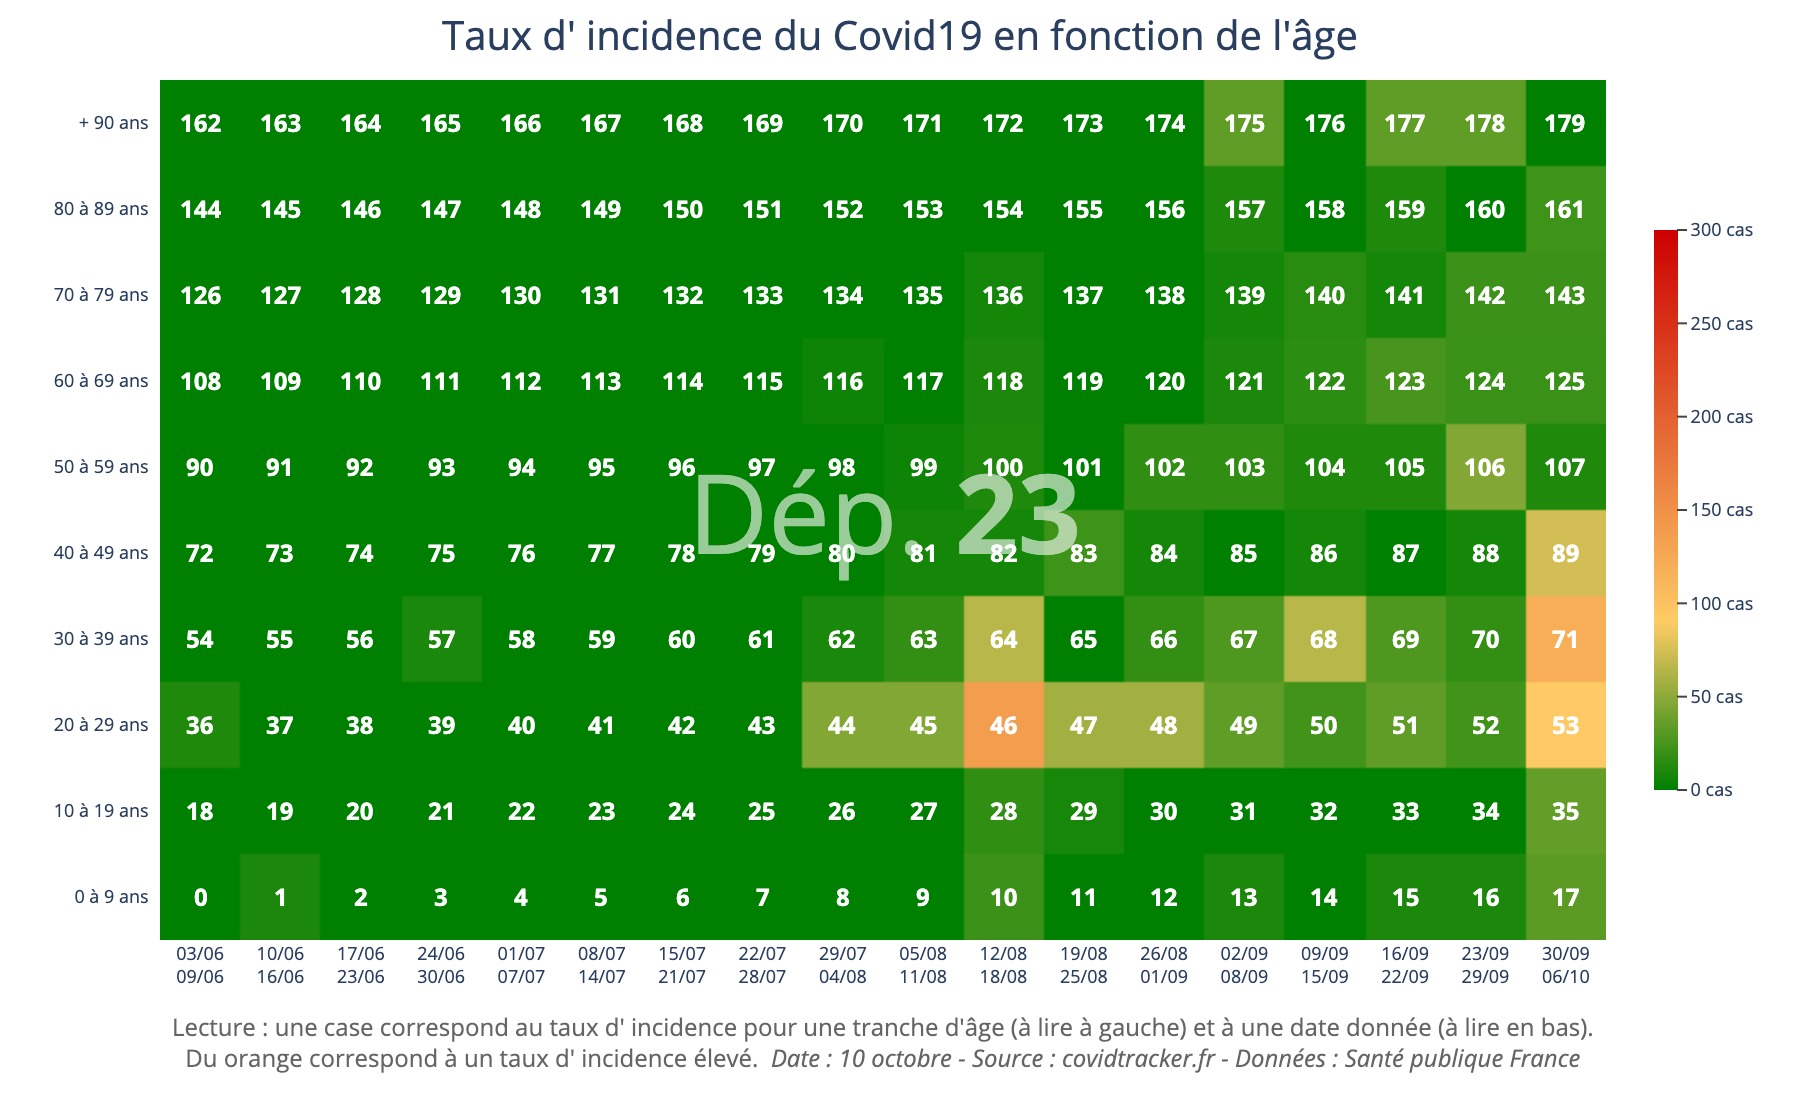 Taux d' incidence du Covid19 en fonction de l'âge
+ 90 ans 162 163 164 165 166 167 168 169 170 171 172 173 174 175 176 177 178 179
80 à 89 ans 144 145 146 147 148 149 150 151 152 153 154 155 156 157 158 159 160 161
300 cas
70 à 79 ans 126 127 128 129 130 131 132 133 134 135 136 137 138 139 140 141 142 143
250 cas
60 à 69 ans 108 109 110 111 112 113 114 115 116 117 118 119 120 121 122 123 124 125
200 cas
50 à 59 ans 90 91 92 93 94 95 96 97 98 99 100 101 102 103 104 105 106 107
Dép. 23
150 cas
40 à 49 ans 72 73 74 75 76 77 78 79 80 81 82 83 84 85 86 87 88 89
100 cas
30 à 39 ans 54 55 56 57 58 59 60 61 62 63 64 65 66 67 68 69 70 71
50 cas
20 à 29 ans 36 37 38 39 40 41 42 43 44 45 46 47 48 49 50 51 52 53
0 cas
10 à 19 ans 18 19 20 21 22 23 24 25 26 27 28 29 30 31 32 33 34 35
0 à 9 ans 0 1 2 3 4 5 6 7 8 9 10 11 12 13 14 15 16 17
03/06 10/06 17/06 24/06 01/07 08/07 15/07 22/07 29/07 05/08 12/08 19/08 26/08 02/09 09/09 16/09 23/09 30/09
09/06 16/06 23/06 30/06 07/07 14/07 21/07 28/07 04/08 11/08 18/08 25/08 01/09 08/09 15/09 22/09 29/09 06/10
Lecture : une case correspond au taux d' incidence pour une tranche d'âge (à lire à gauche) et à une date donnée (à lire en bas).
Du orange correspond à un taux d' incidence élevé. Date : 10 octobre - Source : covidtracker.fr - Données : Santé publique France